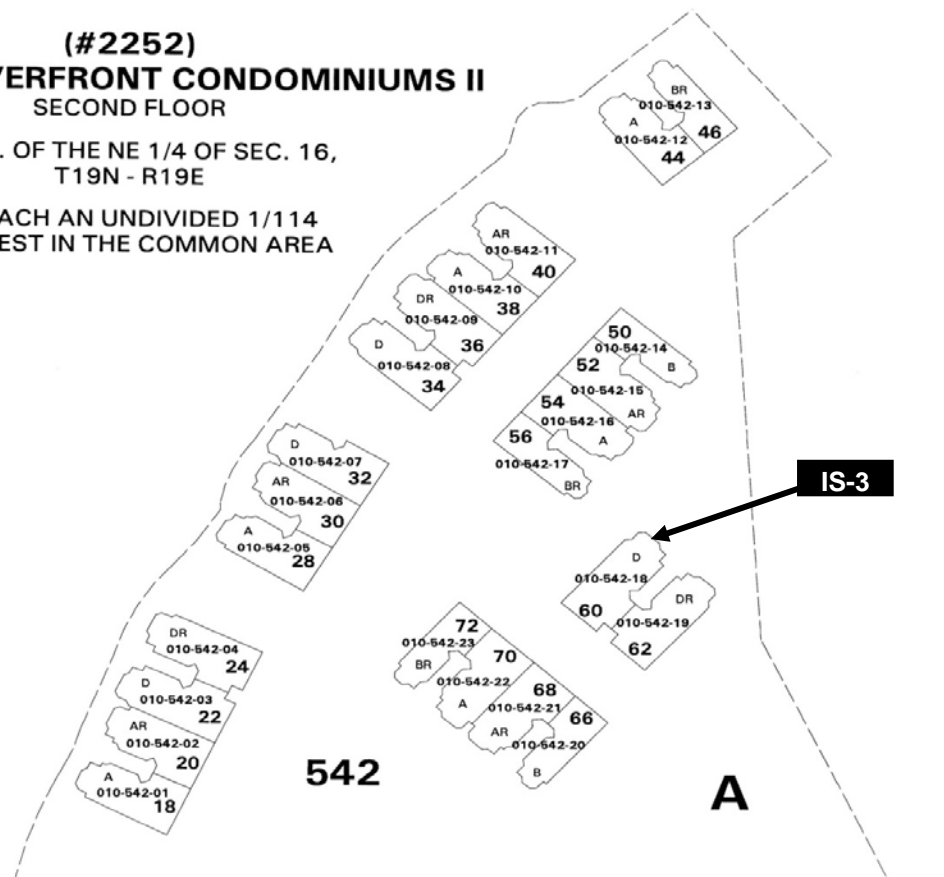 (#2252)
ERFRONT CONDOMINIUMS II
SECOND FLOOR
. OF THE NE 1/4 OF SEC. 16,
T19N - R19E
ACH AN UNDIVIDED 1/114
EST IN THE COMMON AREA
BR
010-542-13
46
A
010-542-12
44
AR
010-542-11
40
A
010-542-10
38
DR
010-542-09
36
D
010-542-08
34
50
010-542-14
B
52
010-542-15
AR
54
010-542-16
A
56
010-542-17
BR
D
010-542-07
32
AR
010-542-06
30
A
010-542-05
28
IS-3
D
010-542-18
60
DR
010-542-19
62
DR
010-542-04
24
D
010-542-03
22
AR
010-542-02
20
A
010-542-01
18
72
010-542-23
BR
70
010-542-22
A
68
010-542-21
AR
66
010-542-20
B
542
A